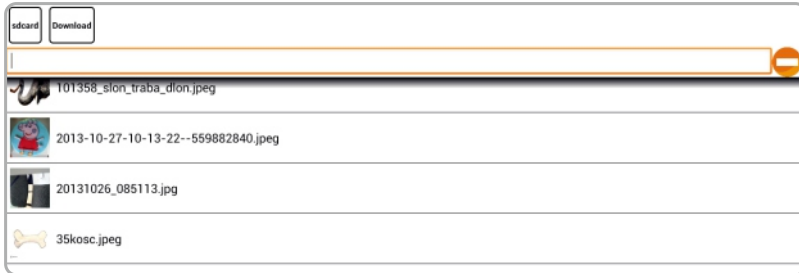 sdcard Download
101358_slon_traba_dlon.jpeg
2013-10-27-10-13-22--559882840.jpeg
20131026_085113.jpg
35kosc.jpeg